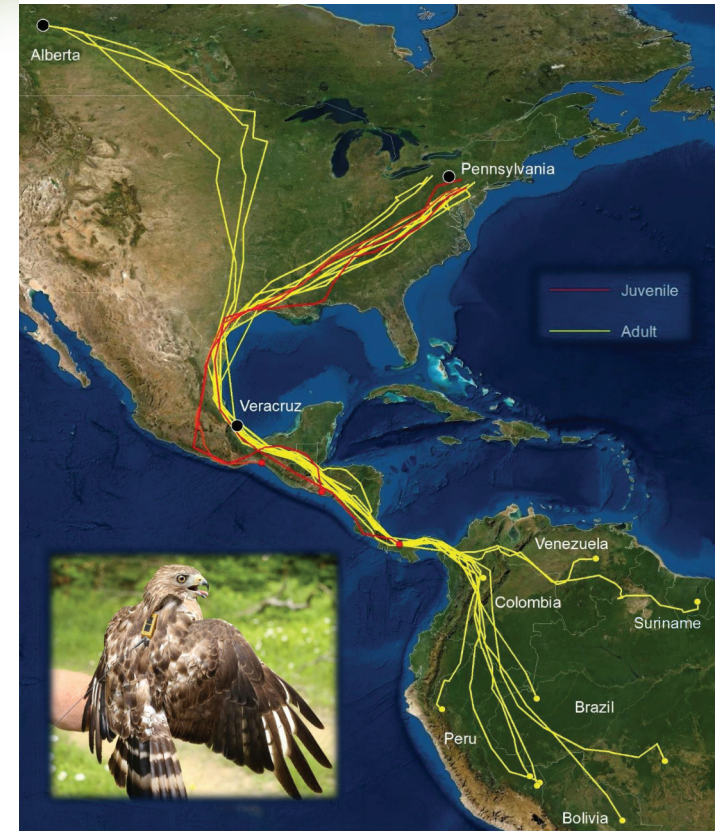 Alberta
Pennsylvania
Juvenile
Adult
Veracruz
Venezuela
Colombia
Suriname
Brazil
Peru
Bolivia